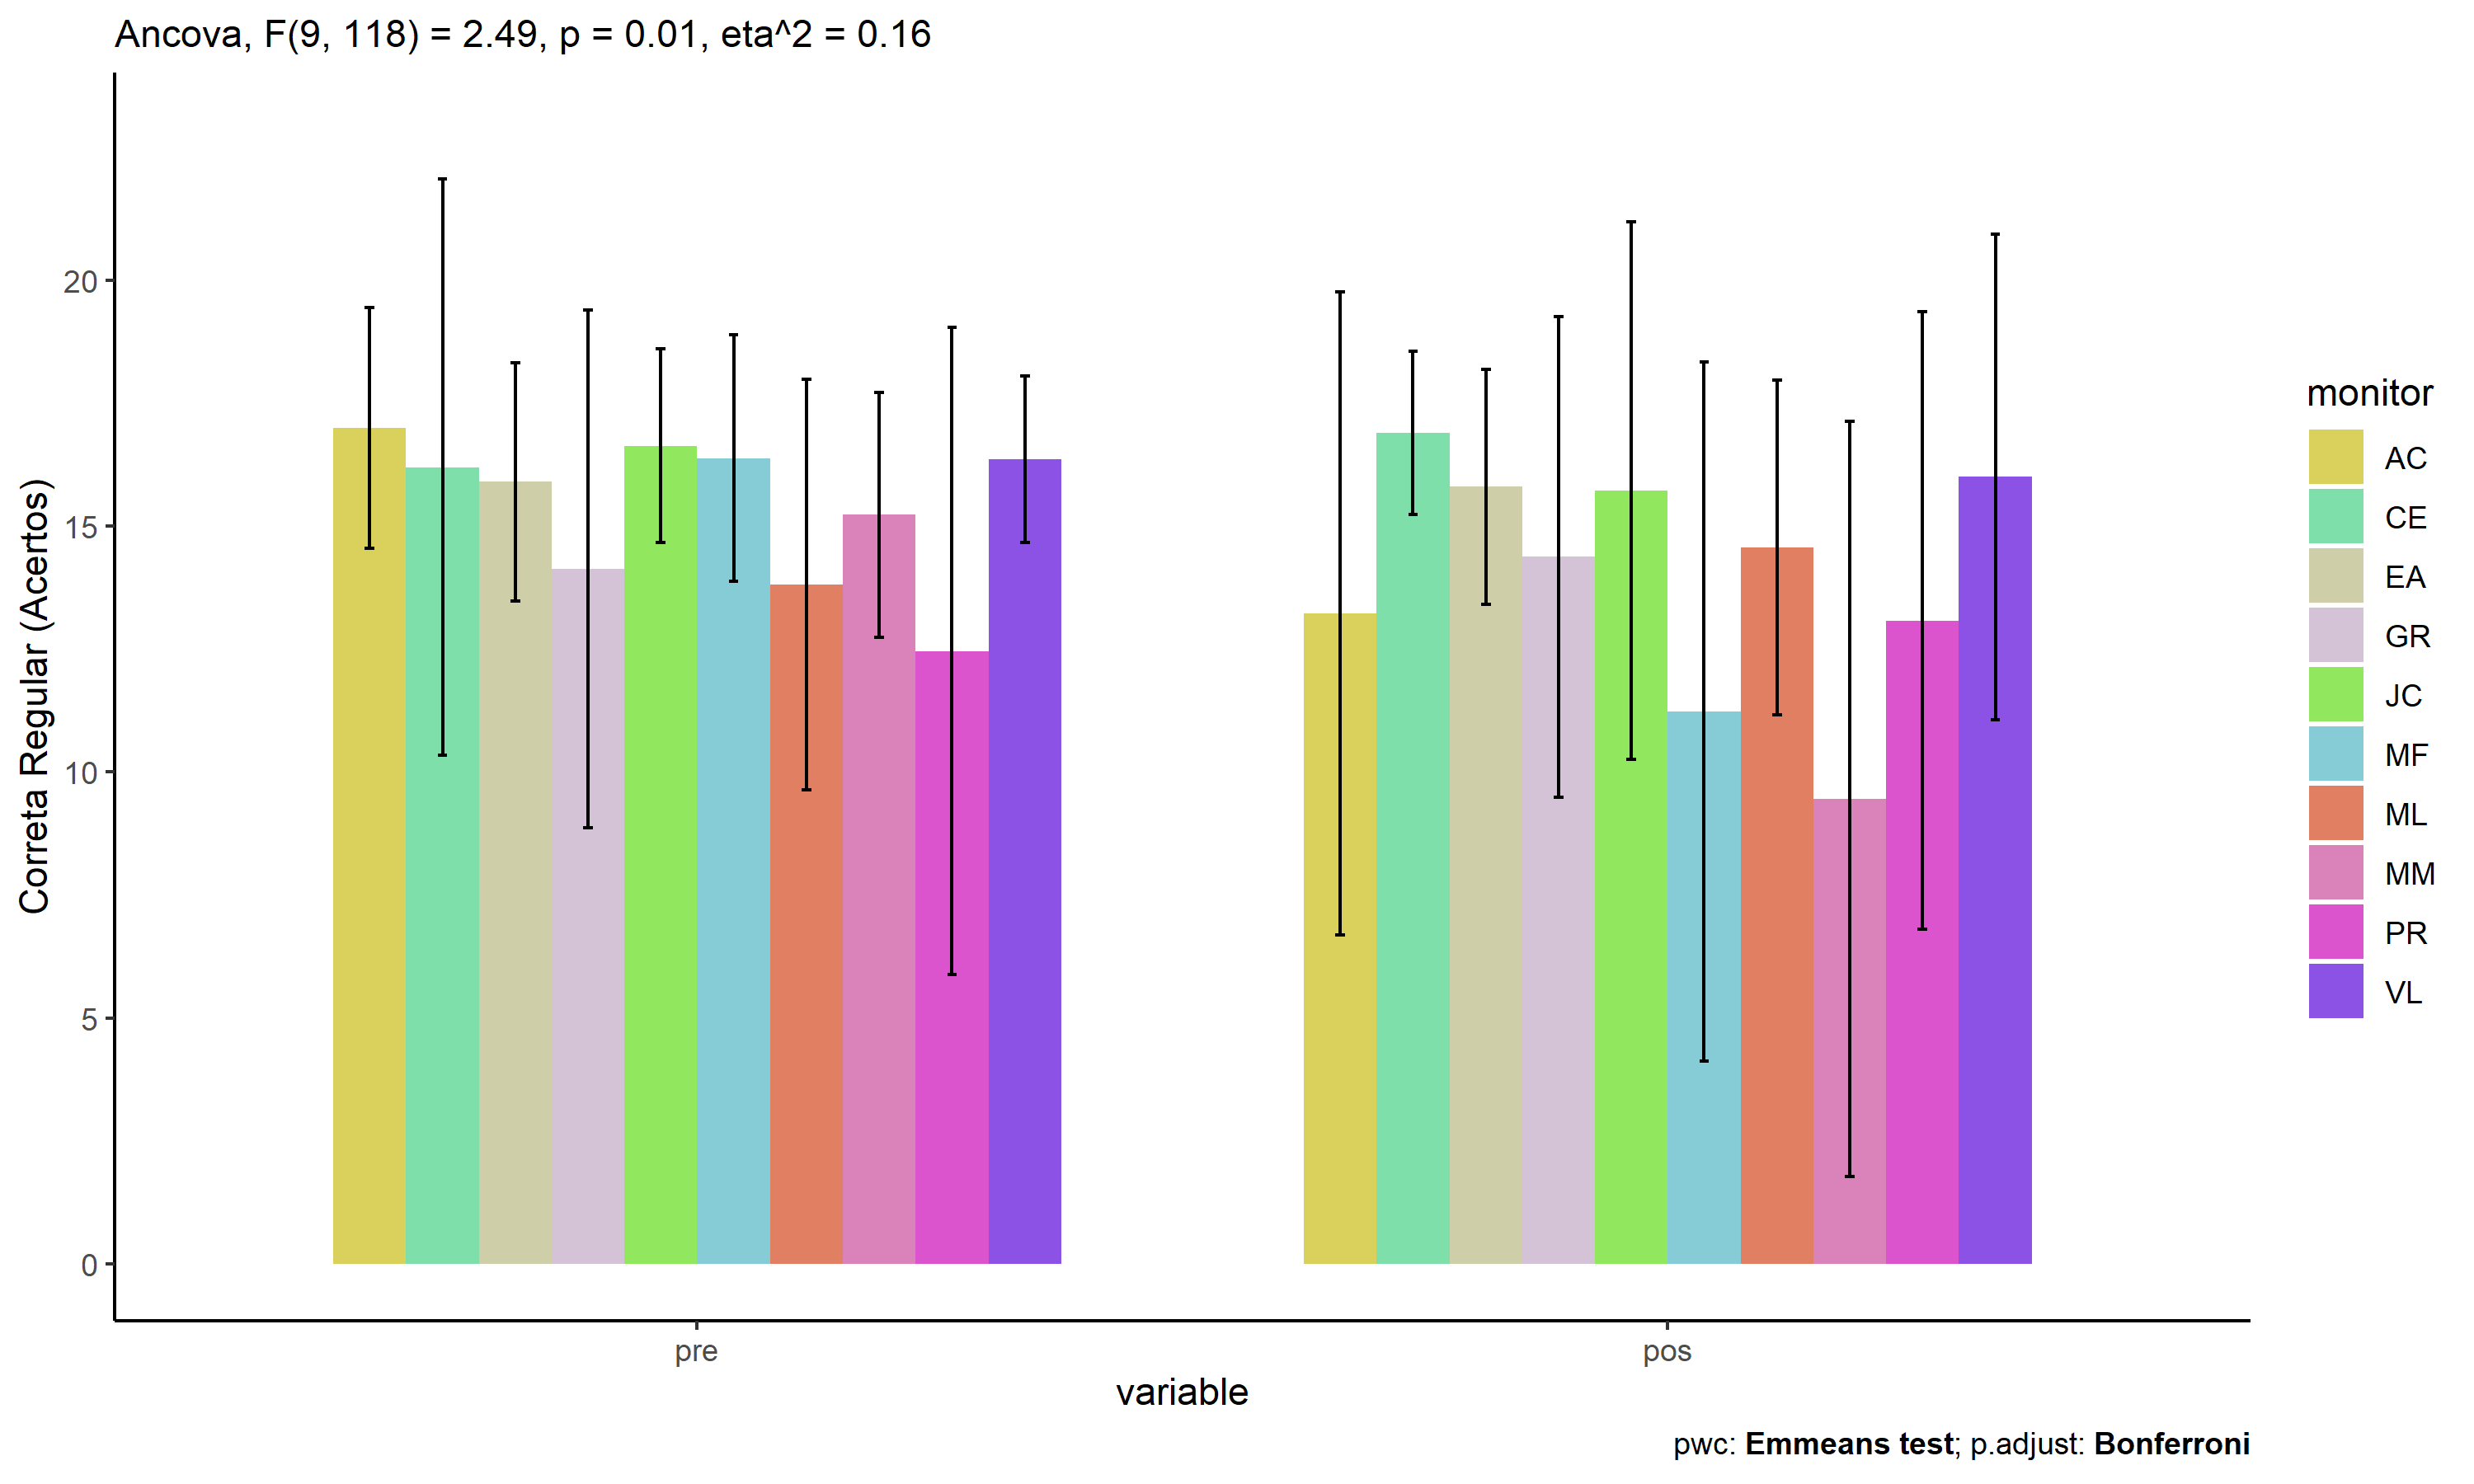 Ancova, F(9, 118) = 2.49, p = 0.01, eta^2 = 0.16
Correta Regular (Acertos)
20
15
10
5
0
pre
pos
variable
monitor
AC
CE
EA
GR
JC
MF
ML
MM
PR
VL
pwc: Emmeans test; p.adjust: Bonferroni